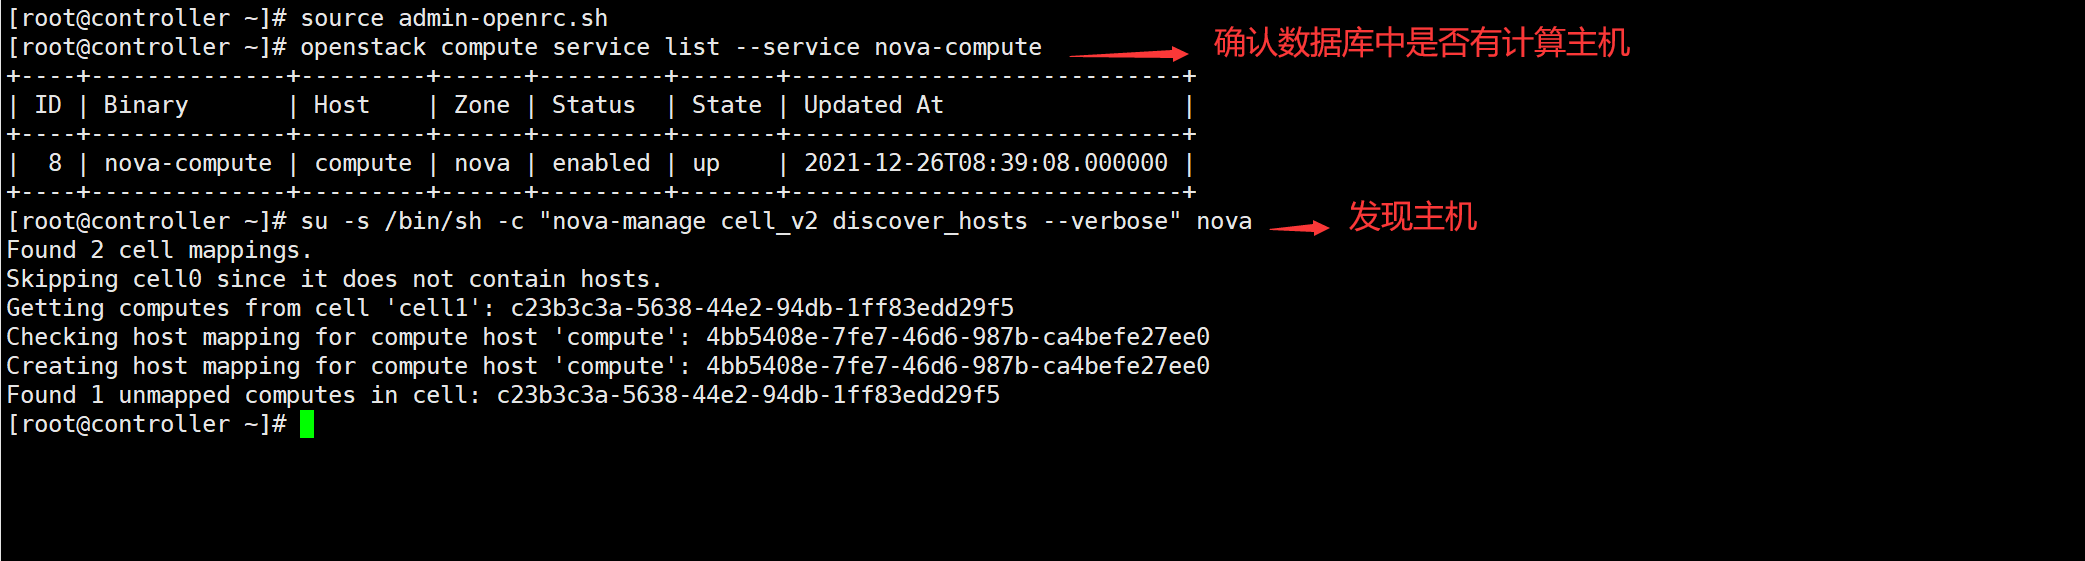 [root@controller ~]# source admin-openrc.sh
[root@controller ~]# openstack compute service list --service nova-compute 确认数据库中是否有计算主机
+----+--------------+---------+------+---------+-------+----------------------------+
| ID | Binary       | Host    | Zone | Status  | State | Updated At                 |
+----+--------------+---------+------+---------+-------+----------------------------+
|  8 | nova-compute | compute | nova | enabled | up    | 2021-12-26T08:39:08.000000 |
+----+--------------+---------+------+---------+-------+----------------------------+
[root@controller ~]# su -s /bin/sh -c "nova-manage cell_v2 discover_hosts --verbose" nova 发现主机
Found 2 cell mappings.
Skipping cell0 since it does not contain hosts.
Getting computes from cell 'cell1': c23b3c3a-5638-44e2-94db-1ff83edd29f5
Checking host mapping for compute host 'compute': 4bb5408e-7fe7-46d6-987b-ca4befe27ee0
Creating host mapping for compute host 'compute': 4bb5408e-7fe7-46d6-987b-ca4befe27ee0
Found 1 unmapped computes in cell: c23b3c3a-5638-44e2-94db-1ff83edd29f5
[root@controller ~]#